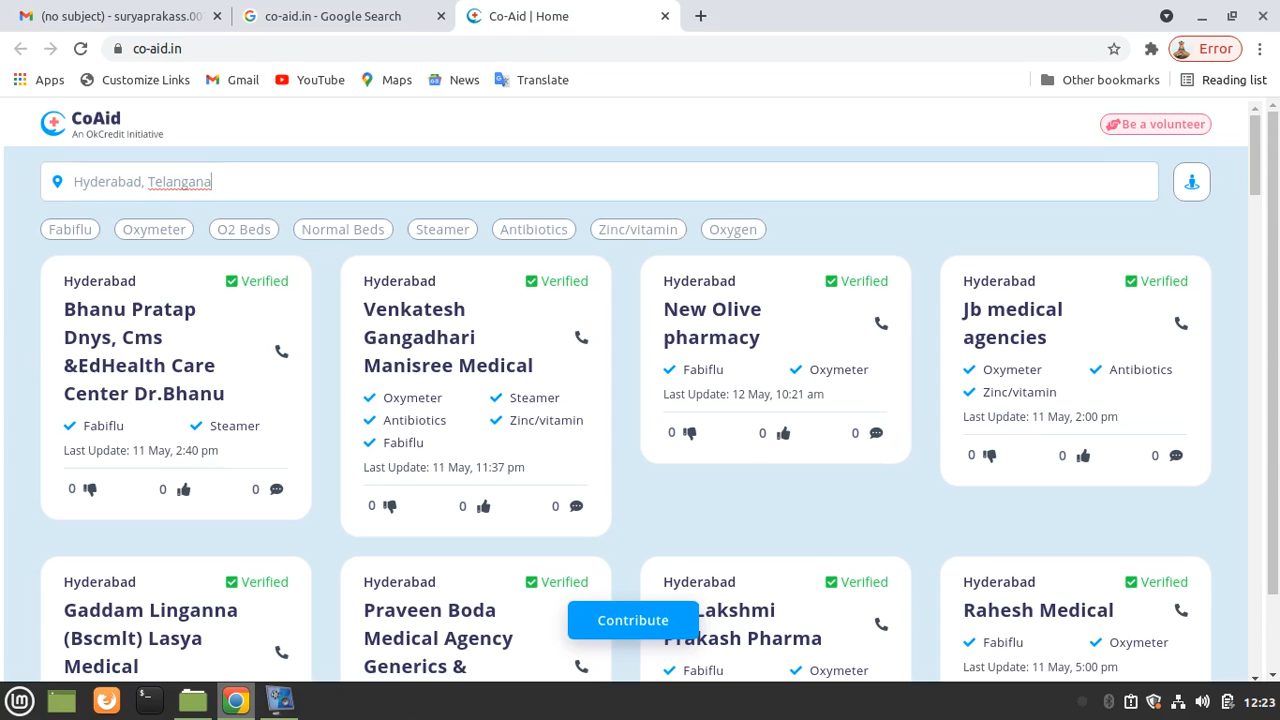 (no subject) - suryaprakass.00
co-aid.in - Google Search
Co-Aid | Home
co-aid.in
Error
Apps
Customize Links
Gmail
YouTube
Maps
News
Translate
Other bookmarks
Reading list
CoAid
An OkCredit Initiative
Be a volunteer
Hyderabad, Telangana
Fabiflu
Oxymeter
O2 Beds
Normal Beds
Steamer
Antibiotics
Zinc/vitamin
Oxygen
Hyderabad
Verified
Bhanu Pratap
Dnys, Cms
&EdHealth Care
Center Dr.Bhanu
Fabiflu
Steamer
Last Update: 11 May, 2:40 pm
0
0
0
Hyderabad
Verified
Venkatesh
Gangadhari
Manisree Medical
Oxymeter
Steamer
Antibiotics
Zinc/vitamin
Fabiflu
Last Update: 11 May, 11:37 pm
0
0
0
Hyderabad
Verified
New Olive
pharmacy
Fabiflu
Oxymeter
Last Update: 12 May, 10:21 am
0
0
0
Hyderabad
Verified
Jb medical
agencies
Oxymeter
Antibiotics
Zinc/vitamin
Last Update: 11 May, 2:00 pm
0
0
0
Hyderabad
Verified
Gaddam Linganna
(Bscmlt) Lasya
Medical
Hyderabad
Verified
Praveen Boda
Medical Agency
Generics &
Hyderabad
Verified
Lakshmi
Prakash Pharma
Fabiflu
Oxymeter
Hyderabad
Verified
Rahesh Medical
Fabiflu
Oxymeter
Last Update: 11 May, 5:00 pm
Contribute
12:23